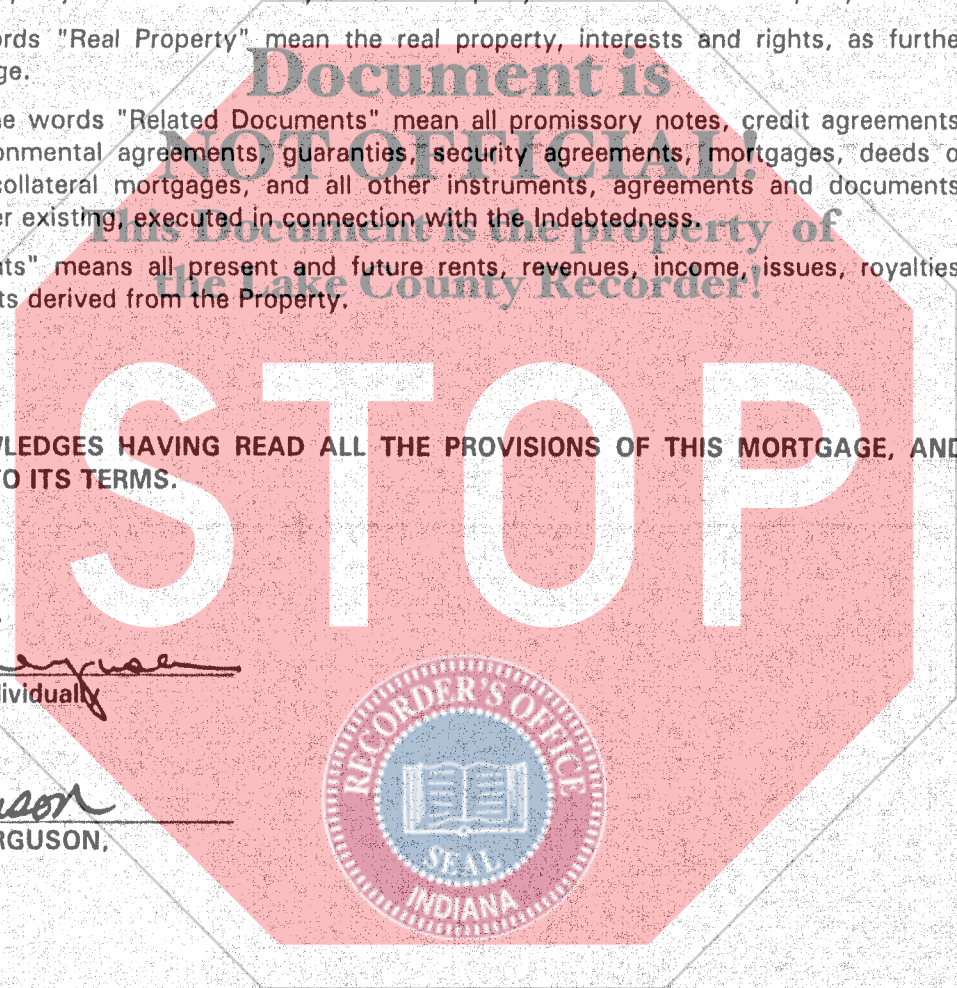 ords "Real Property" mean the real property, interests and rights, as furthe
ge.
Document is
e words "Related Documents" mean all promissory notes, credit agreements
onmental agreements, guaranties, security agreements, mortgages, deeds o
NOT OFFICIAL!
collateral mortgages, and all other instruments, agreements and documents
er existing, executed in connection with the Indebtedness.
This Document is the property of
nts" means all present and future rents, revenues, income, issues, royalties
the Lake County Recorder!
ts derived from the Property.
STOP
WLEDGES HAVING READ ALL THE PROVISIONS OF THIS MORTGAGE, AND
TO ITS TERMS.
dividually
RGUSON,
RECORDER'S OFFICE
SEAL
INDIANA